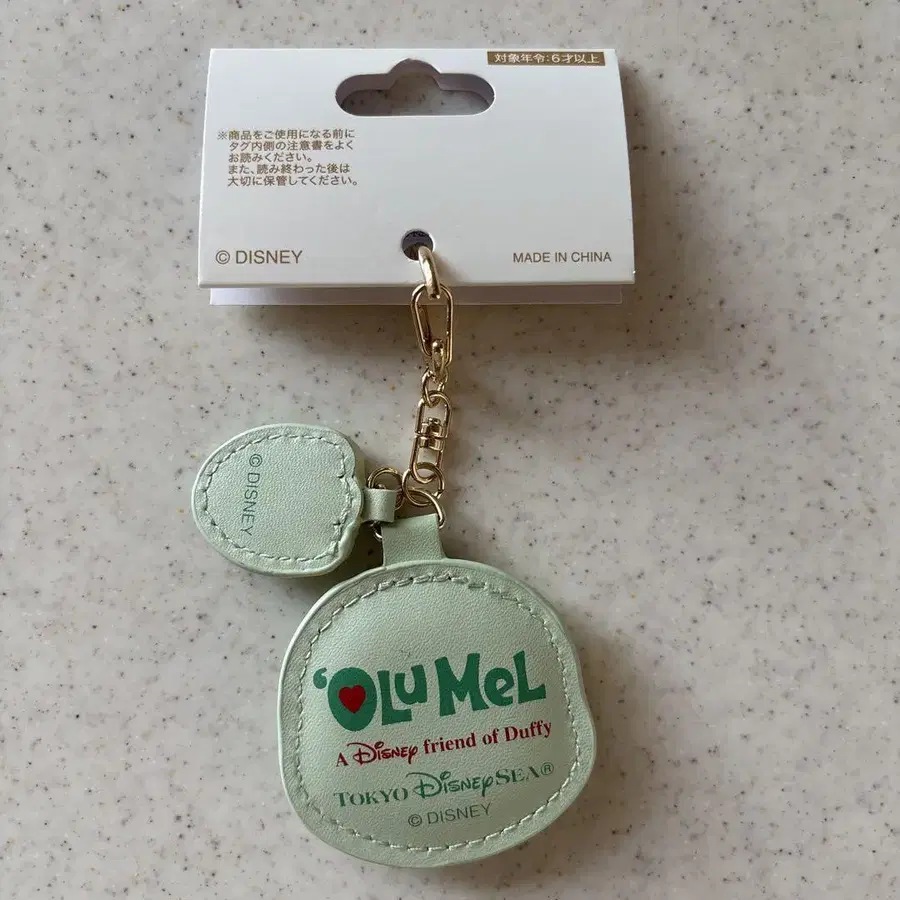 対象年令:6才以上
※商品をご使用になる前に
タグ内側の注意書をよく
お読みください。
また、読み終わった後は
大切に保管してください。
© DISNEY
MADE IN CHINA
© DISNEY
‘OLU MEL
A Disney friend of Duffy
TOKYO DISNEYSEA®
© DISNEY